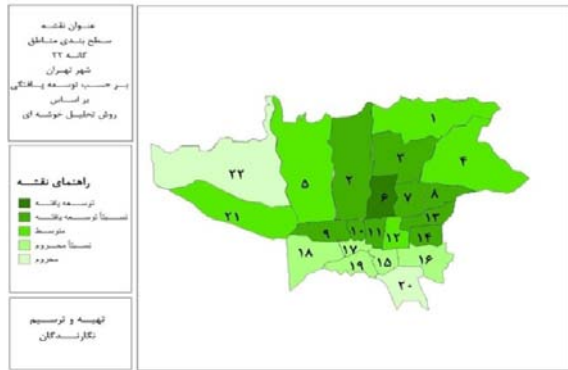 عنوان نقشه
سطح بندی مناطق
گانه ۲۲
شهر تهران
بر حسب توسعه یافتگی
بر اساس
روش تحلیل خوشه ای
راهنمای نقشه
توسعه یافته
نسبتاً توسعه یافته
متوسط
نسبتاً محروم
محروم
تهیه و ترسیم
نگارندگان
۱
۳
۴
۲۲
۵
۲
۶
۷
۸
۲۱
۱۳
۹
۱۰
۱۱
۱۲
۱۴
۱۸
۱۷
۱۹
۱۵
۱۶
۲۰